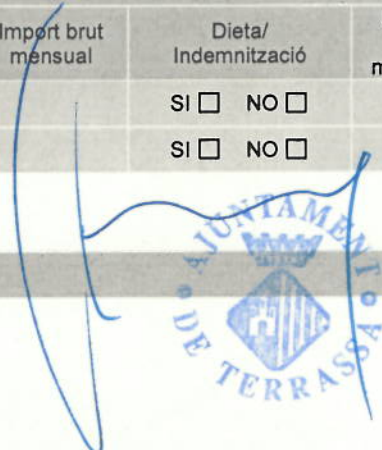 Import brut
mensual
Dieta/
Indemnització
m
SI ☐ NO ☐
SI ☐ NO ☐
AJUNTAMENT
DE TERRASSA